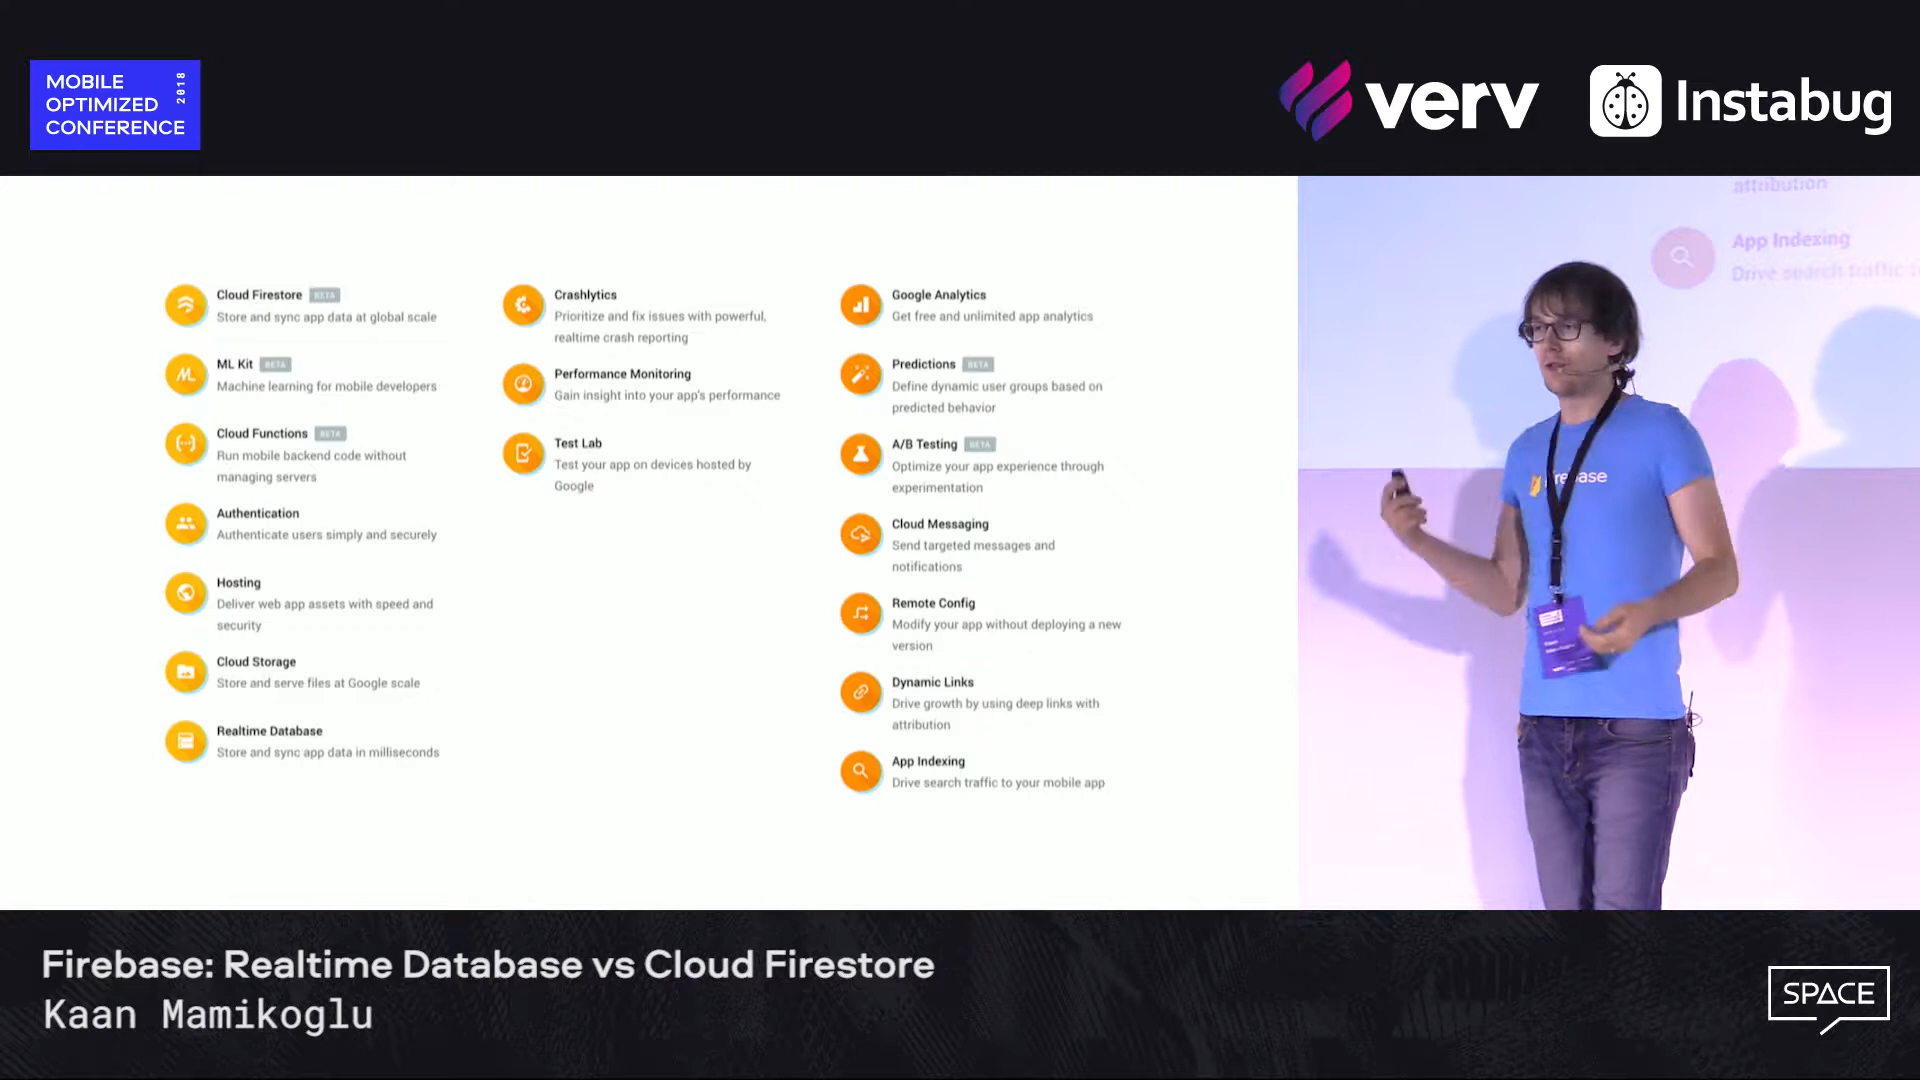 MOBILE
OPTIMIZED
CONFERENCE
2018
verv
Instabug
Cloud Firestore BETA
Store and sync app data at global scale
ML Kit BETA
Machine learning for mobile developers
Cloud Functions BETA
Run mobile backend code without
managing servers
Authentication
Authenticate users simply and securely
Hosting
Deliver web app assets with speed and
security
Cloud Storage
Store and serve files at Google scale
Realtime Database
Store and sync app data in milliseconds
Crashlytics
Prioritize and fix issues with powerful,
realtime crash reporting
Performance Monitoring
Gain insight into your app's performance
Test Lab
Test your app on devices hosted by
Google
Google Analytics
Get free and unlimited app analytics
Predictions BETA
Define dynamic user groups based on
predicted behavior
A/B Testing BETA
Optimize your app experience through
experimentation
Cloud Messaging
Send targeted messages and
notifications
Remote Config
Modify your app without deploying a new
version
Dynamic Links
Drive growth by using deep links with
attribution
App Indexing
Drive search traffic to your mobile app
attribution
App Indexing
Drive search traffic
Firebase: Realtime Database vs Cloud Firestore
Kaan Mamikoglu
SPACE